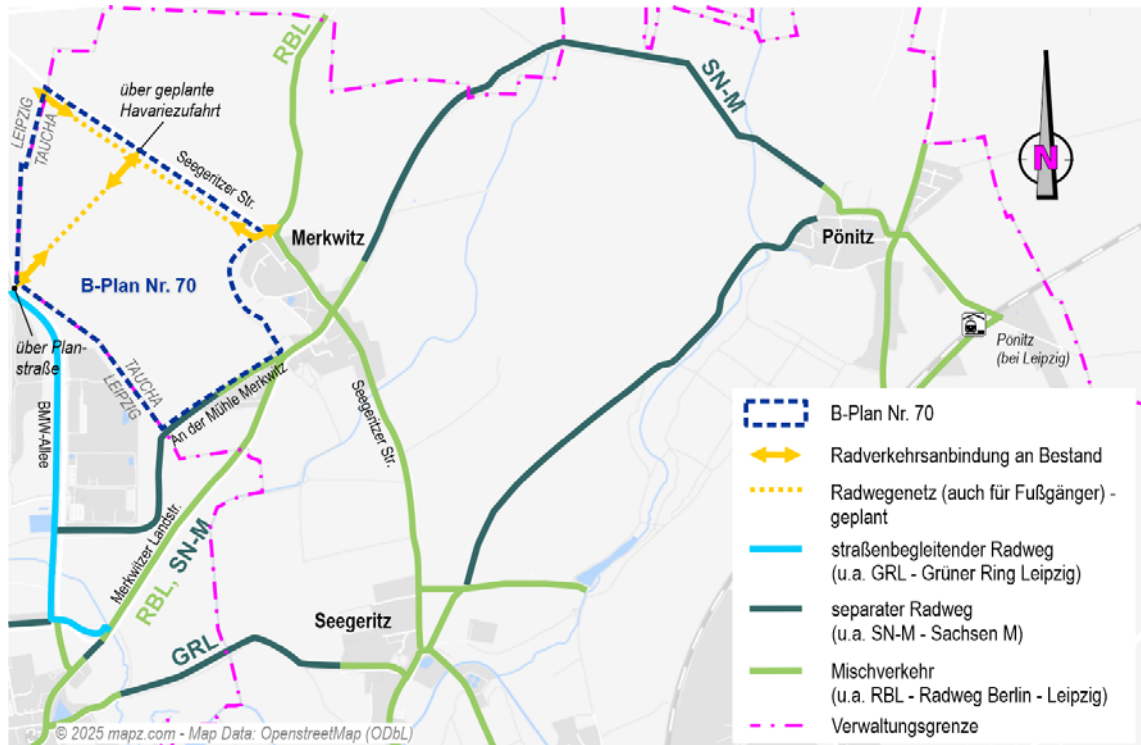 RBL
SN-M
über geplante
Havariezufahrt
LEIPZIG
TAUCHA
Seegeritzer Str.
N
Merkwitz
Pönitz
B-Plan Nr. 70
über Plan-
straße
Pönitz
(bei Leipzig)
TAUCHA
LEIPZIG
An der Mühle Merkwitz
BMW-Allee
Seegeritzer Str.
Merkwitzer Landstr.
RBL, SN-M
Seegeritz
GRL
B-Plan Nr. 70
Radverkehrsanbindung an Bestand
Radwegenetz (auch für Fußgänger) -
geplant
straßenbegleitender Radweg
(u.a. GRL - Grüner Ring Leipzig)
separater Radweg
(u.a. SN-M - Sachsen M)
Mischverkehr
(u.a. RBL - Radweg Berlin - Leipzig)
Verwaltungsgrenze
© 2025 mapz.com - Map Data: OpenstreetMap (ODbL)